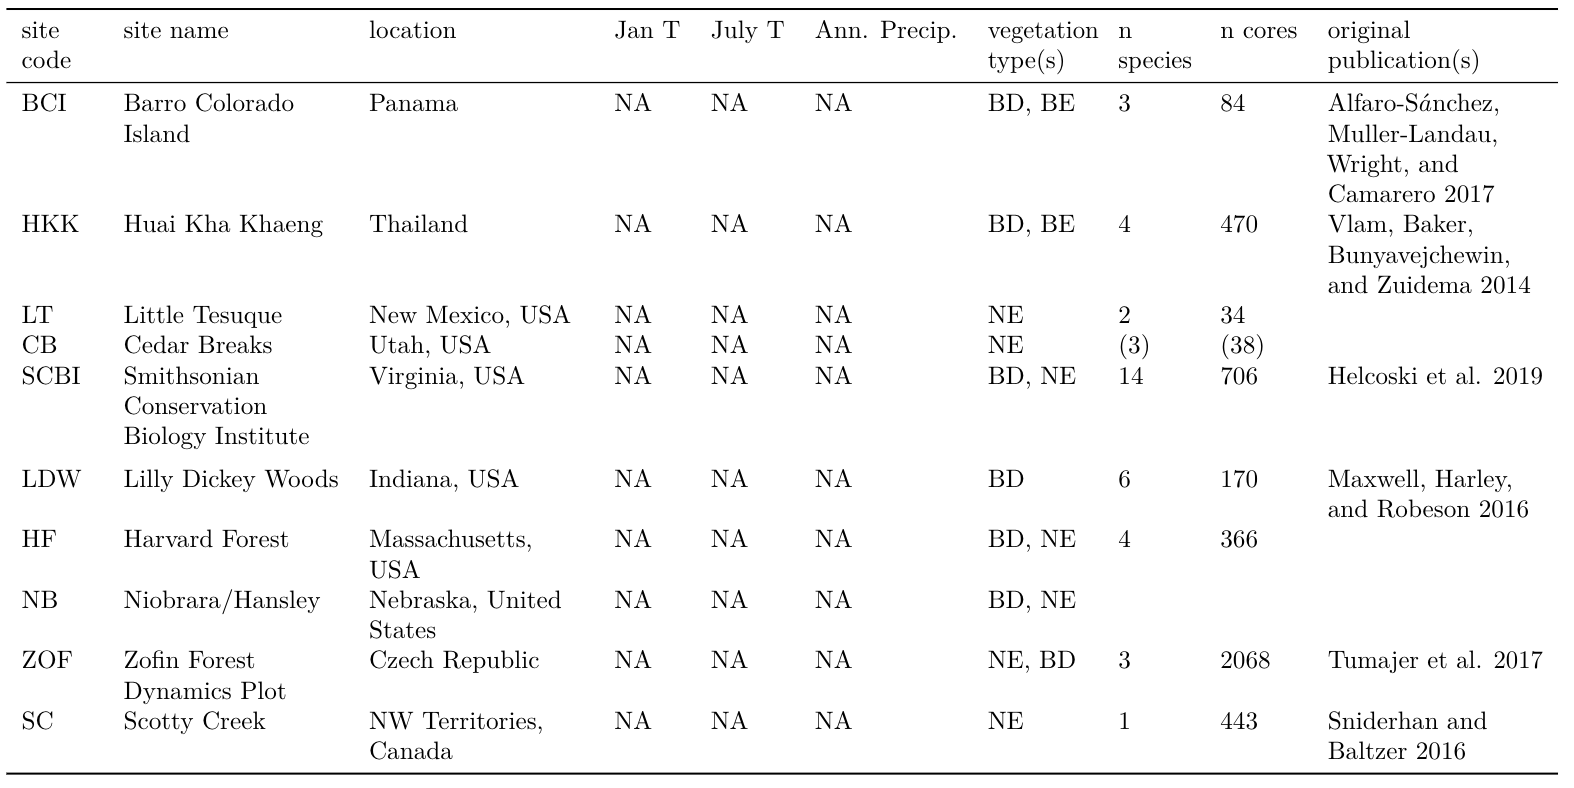 site site name location Jan T July T Ann. Precip. vegetation n n cores original
code type(s) species publication(s)
BCI Barro Colorado Panama NA NA NA BD, BE 3 84 Alfaro-Sánchez,
Island Muller-Landau,
Wright, and
Camarero 2017
HKK Huai Kha Khaeng Thailand NA NA NA BD, BE 4 470 Vlam, Baker,
Bunyavejchewin,
and Zuidema 2014
LT Little Tesuque New Mexico, USA NA NA NA NE 2 34
CB Cedar Breaks Utah, USA NA NA NA NE (3) (38)
SCBI Smithsonian Virginia, USA NA NA NA BD, NE 14 706 Helcoski et al. 2019
Conservation
Biology Institute
LDW Lilly Dickey Woods Indiana, USA NA NA NA BD 6 170 Maxwell, Harley,
and Robeson 2016
HF Harvard Forest Massachusetts, NA NA NA BD, NE 4 366
USA
NB Niobrara/Hansley Nebraska, United NA NA NA BD, NE
States
ZOF Zofin Forest Czech Republic NA NA NA NE, BD 3 2068 Tumajer et al. 2017
Dynamics Plot
SC Scotty Creek NW Territories, NA NA NA NE 1 443 Sniderhan and
Canada Baltzer 2016